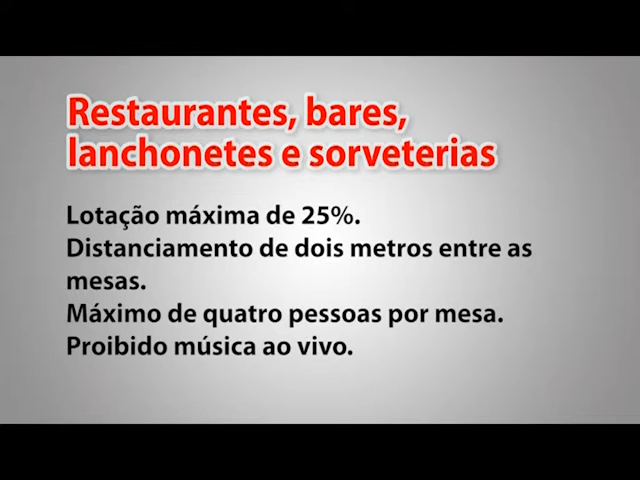 Restaurantes, bares,
lanchonetes e sorveterias
Lotação máxima de 25%.
Distanciamento de dois metros entre as
mesas.
Máximo de quatro pessoas por mesa.
Proibido música ao vivo.